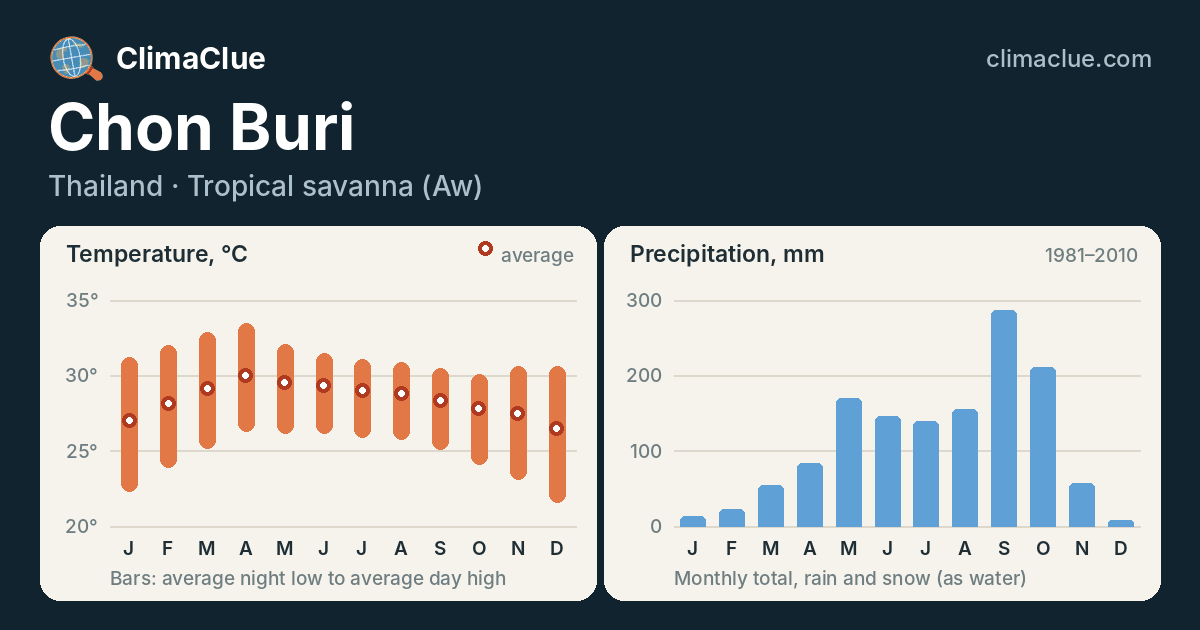 ClimaClue
climaclue.com
Chon Buri
Thailand · Tropical savanna (Aw)
Temperature, °C
average
35°
30°
25°
20°
J F M A M J J A S O N D
Bars: average night low to average day high
Precipitation, mm
1981–2010
300
200
100
0
J F M A M J J A S O N D
Monthly total, rain and snow (as water)